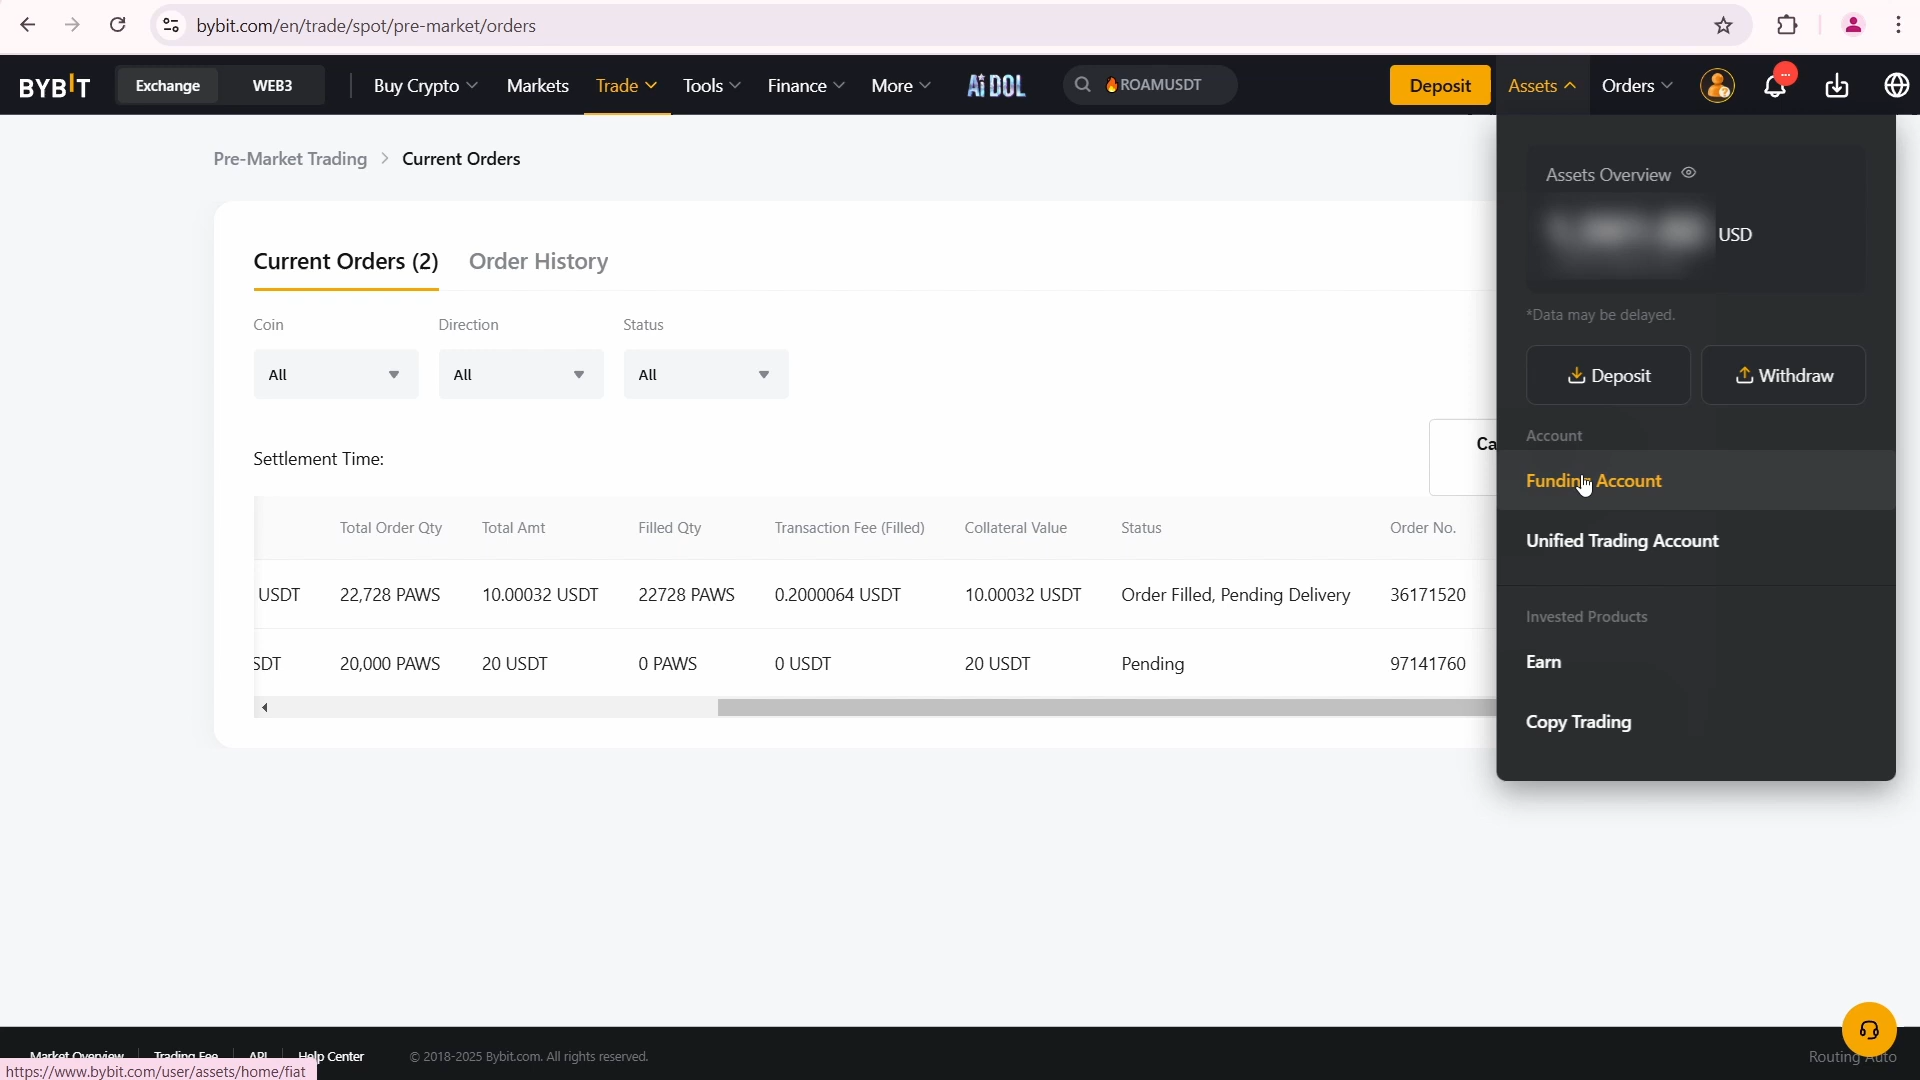 bybit.com/en/trade/spot/pre-market/orders
BYBIT Exchange WEB3 Buy Crypto Markets Trade Tools Finance More AiDOL ROAMUSDT Deposit Assets Orders
Pre-Market Trading > Current Orders
Assets Overview
USD
Current Orders (2) Order History
*Data may be delayed.
Coin Direction Status
All All All
Deposit Withdraw
Account
Ca
Settlement Time:
Funding Account
Total Order Qty Total Amt Filled Qty Transaction Fee (Filled) Collateral Value Status Order No.
Unified Trading Account
USDT 22,728 PAWS 10.00032 USDT 22728 PAWS 0.2000064 USDT 10.00032 USDT Order Filled, Pending Delivery 36171520
Invested Products
SDT 20,000 PAWS 20 USDT 0 PAWS 0 USDT 20 USDT Pending 97141760
Earn
Copy Trading
Market Overview Trading Fee API Help Center © 2018-2025 Bybit.com. All rights reserved. Routing Auto
https://www.bybit.com/user/assets/home/fiat